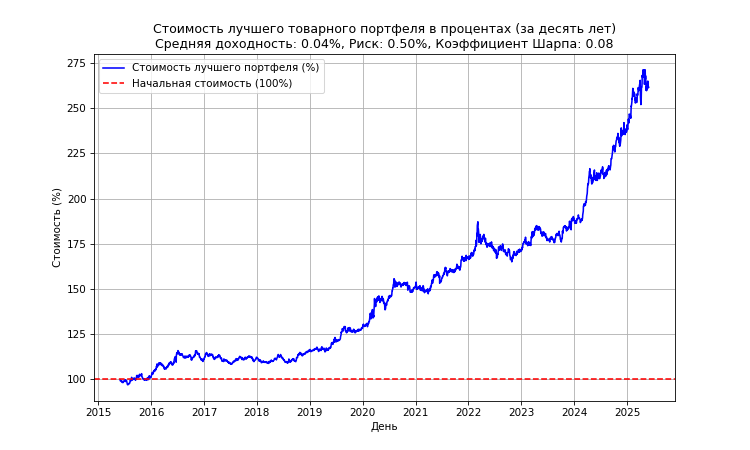 Стоимость лучшего товарного портфеля в процентах (за десять лет)
Средняя доходность: 0.04%, Риск: 0.50%, Коэффициент Шарпа: 0.08
Стоимость лучшего портфеля (%)
Начальная стоимость (100%)
Стоимость (%)
275
250
225
200
175
150
125
100
2015 2016 2017 2018 2019 2020 2021 2022 2023 2024 2025
День